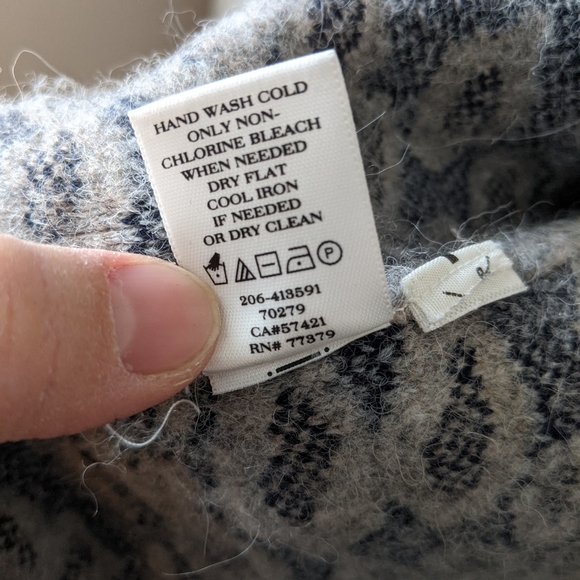 HAND WASH COLD
ONLY NON-
CHLORINE BLEACH
WHEN NEEDED
DRY FLAT
COOL IRON
IF NEEDED
OR DRY CLEAN
P
206-413591
70279
CA#57421
RN# 77379